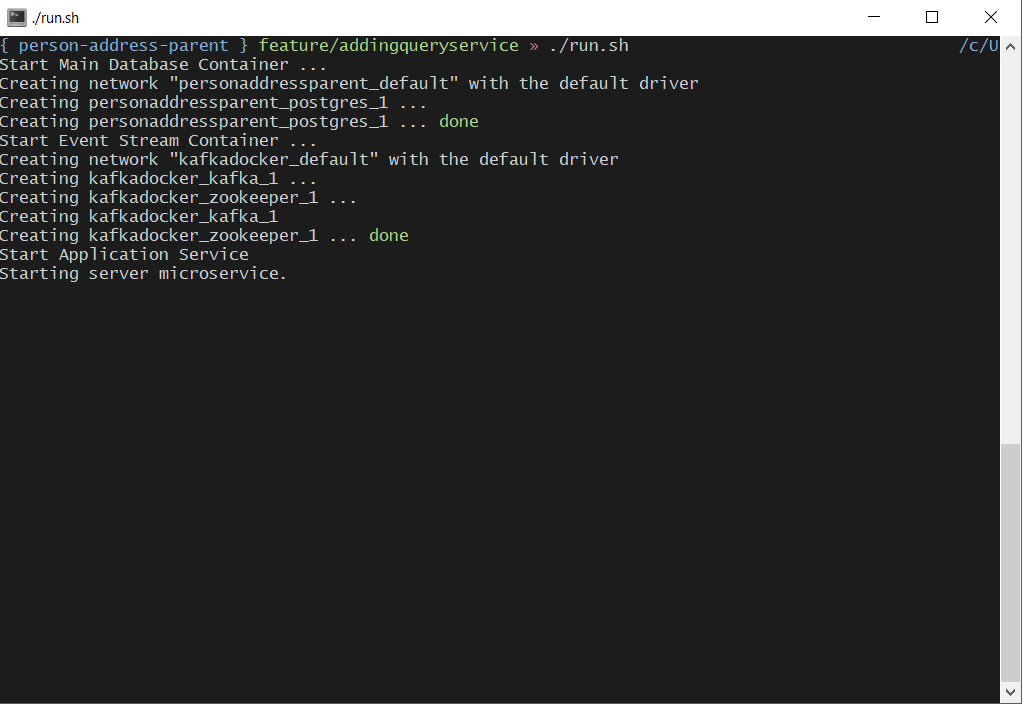 ./run.sh
{ person-address-parent } feature/addingqueryservice » ./run.sh /c/U
Start Main Database Container ...
Creating network "personaddressparent_default" with the default driver
Creating personaddressparent_postgres_1 ...
Creating personaddressparent_postgres_1 ... done
Start Event Stream Container ...
Creating network "kafkadocker_default" with the default driver
Creating kafkadocker_kafka_1 ...
Creating kafkadocker_zookeeper_1 ...
Creating kafkadocker_kafka_1
Creating kafkadocker_zookeeper_1 ... done
Start Application Service
Starting server microservice.